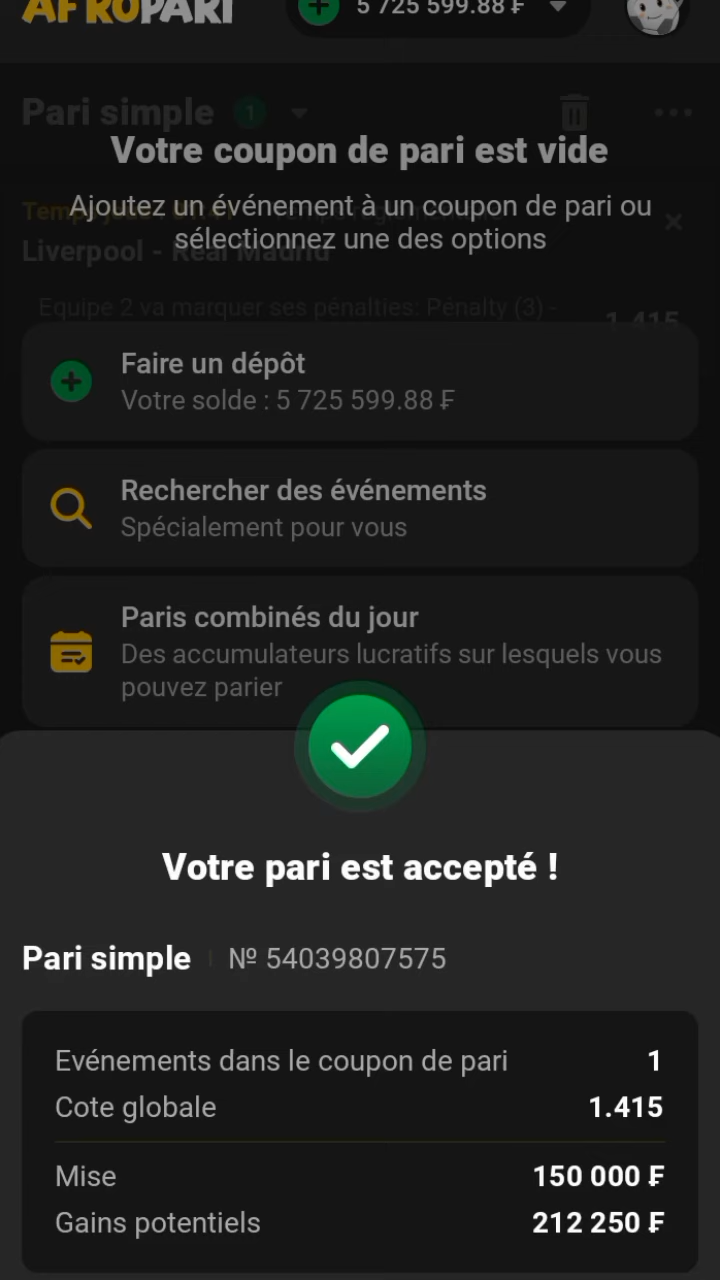 AFROPARI
5 725 599.88 ₣
Pari simple 1
Votre coupon de pari est vide
Ajoutez un événement à un coupon de pari ou
sélectionnez une des options
Liverpool - Real Madrid
Equipe 2 va marquer ses pénalties: Pénalty (3) -
1.415
Faire un dépôt
Votre solde : 5 725 599.88 ₣
Rechercher des événements
Spécialement pour vous
Paris combinés du jour
Des accumulateurs lucratifs sur lesquels vous
pouvez parier
Votre pari est accepté !
Pari simple № 54039807575
Evénements dans le coupon de pari 1
Cote globale 1.415
Mise 150 000 ₣
Gains potentiels 212 250 ₣